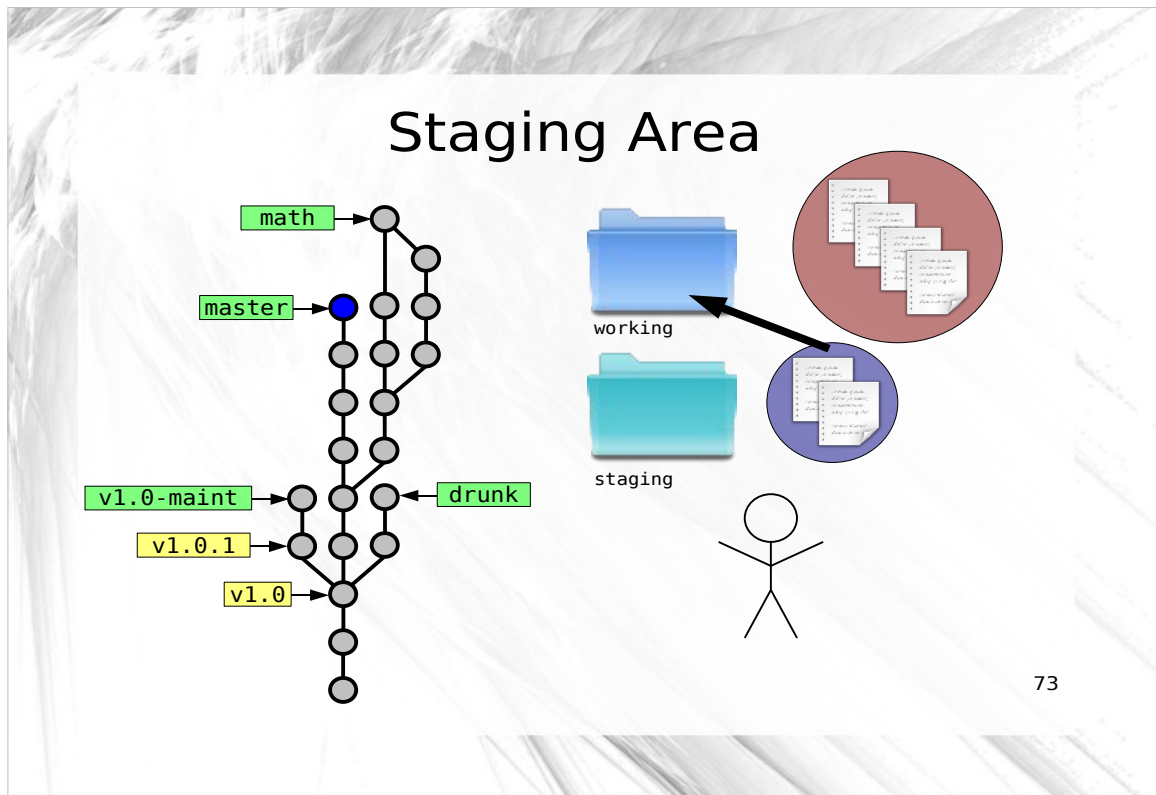 Staging Area
math
master
working
staging
v1.0-maint
drunk
v1.0.1
v1.0
73